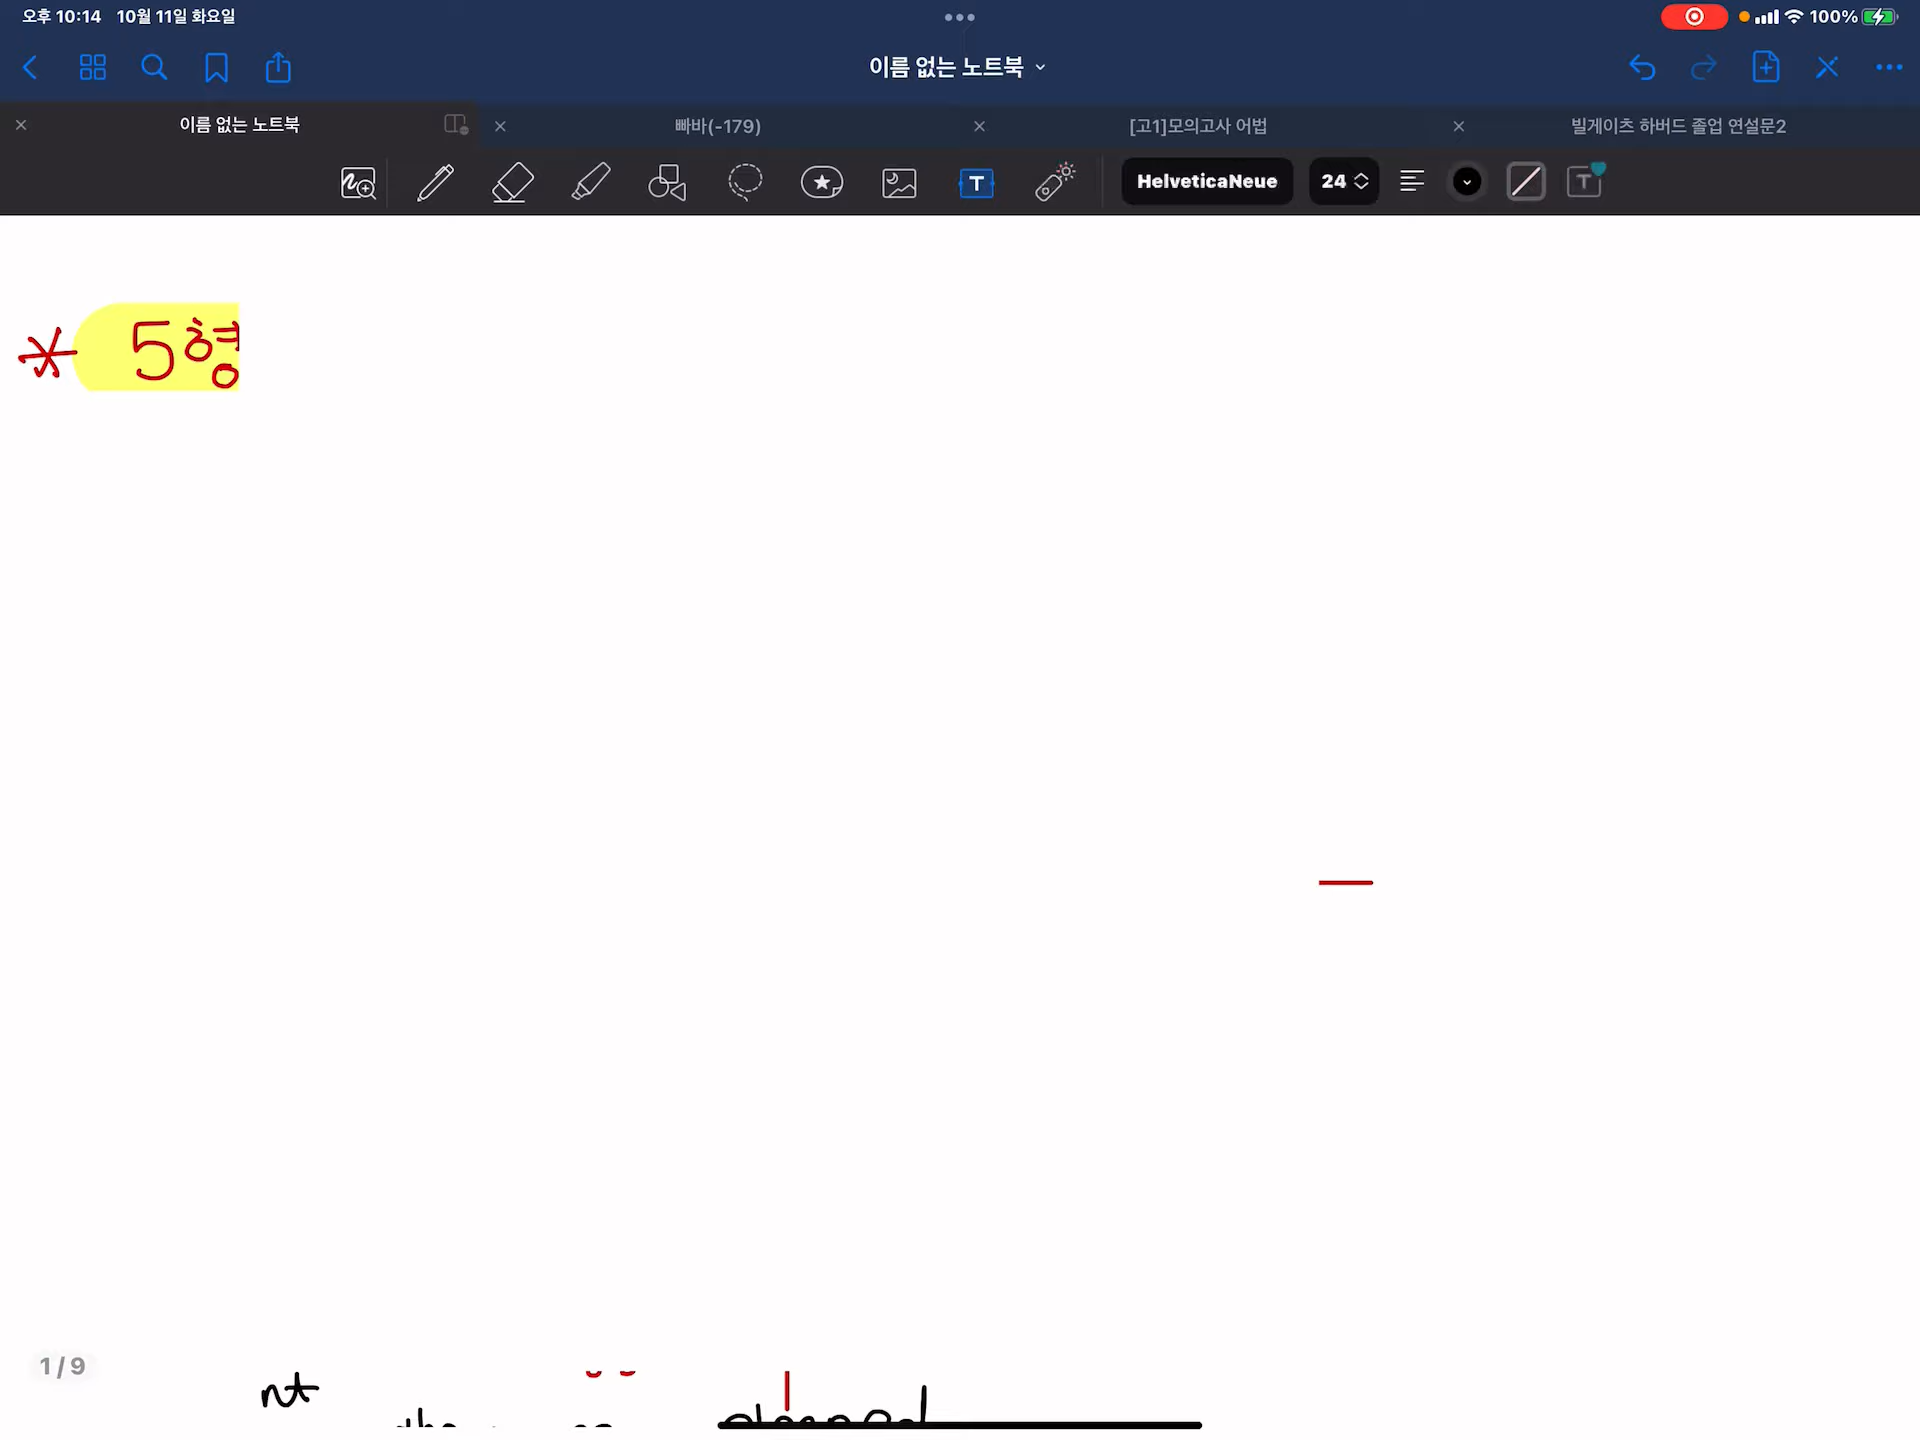 오후 10:14 10월 11일 화요일
100%
이름 없는 노트북
이름 없는 노트북
빠바(-179)
[고1]모의고사 어법
빌게이츠 하버드 졸업 연설문2
HelveticaNeue
24
* 5형
1 / 9
nt